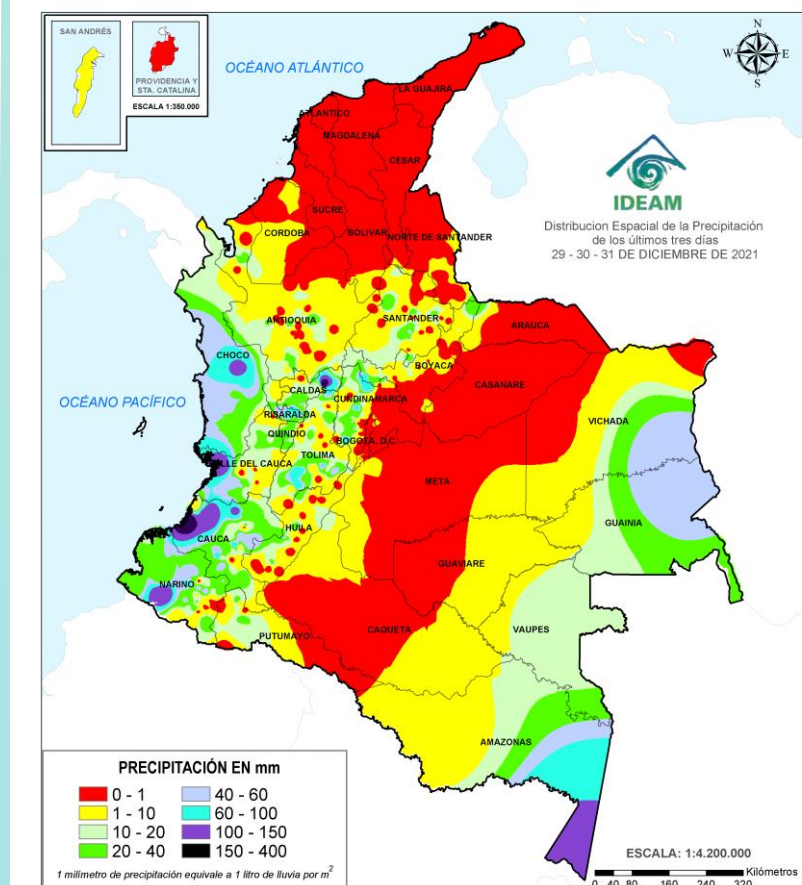 SAN ANDRÉS
PROVIDENCIA Y
STA. CATALINA
ESCALA 1:350.000
OCÉANO ATLÁNTICO
N
W
E
S
IDEAM
Distribucion Espacial de la Precipitación
de los últimos tres días
29 - 30 - 31 DE DICIEMBRE DE 2021
LA GUAJIRA
ATLANTICO
MAGDALENA
CESAR
SUCRE
CORDOBA
BOLIVAR
NORTE DE SANTANDER
ANTIOQUIA
SANTANDER
ARAUCA
CHOCO
BOYACA
CASANARE
CALDAS
CUNDINAMARCA
OCÉANO PACÍFICO
RISARALDA
VICHADA
QUINDIO
BOGOTA, D.C.
TOLIMA
VALLE DEL CAUCA
META
GUAINIA
HUILA
CAUCA
GUAVIARE
NARINO
CAQUETA
VAUPES
PUTUMAYO
AMAZONAS
PRECIPITACIÓN EN mm
0 - 1
40 - 60
1 - 10
60 - 100
10 - 20
100 - 150
20 - 40
150 - 400
1 milímetro de precipitación equivale a 1 litro de lluvia por m²
ESCALA: 1:4.200.000
Kilómetros
0 40 80 160 240 320